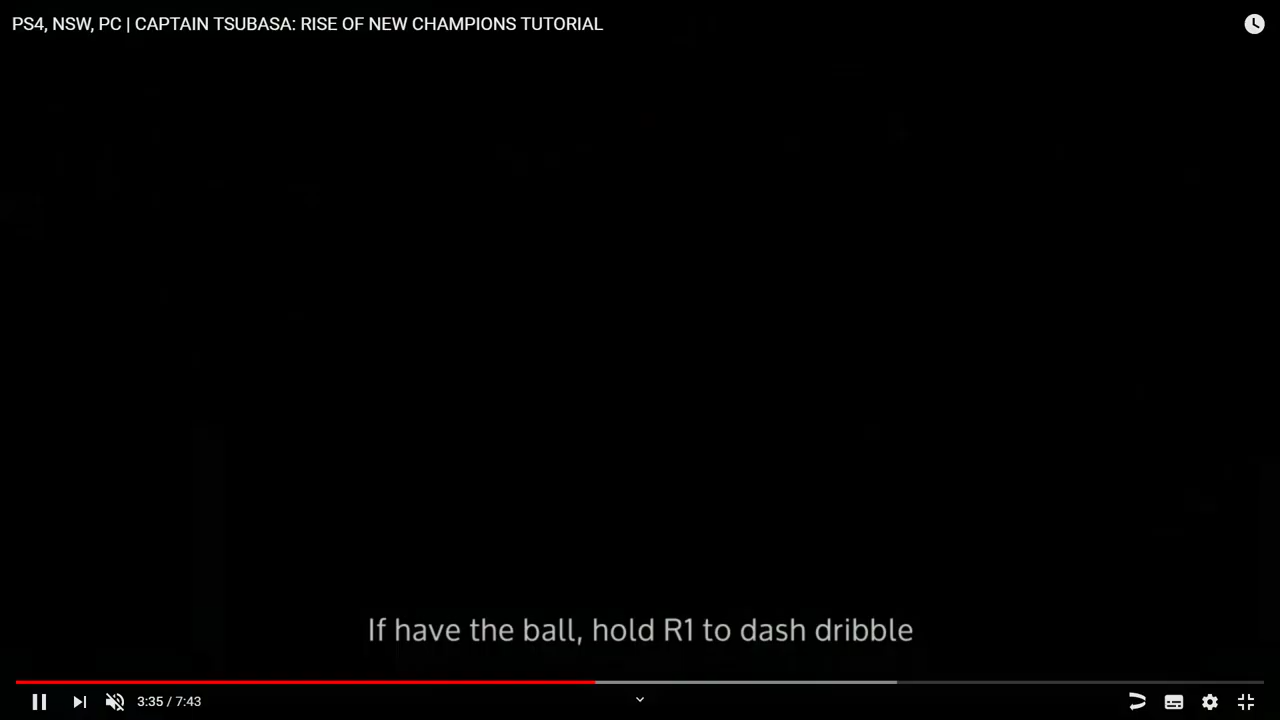 PS4, NSW, PC | CAPTAIN TSUBASA: RISE OF NEW CHAMPIONS TUTORIAL
If have the ball, hold R1 to dash dribble
3:35 / 7:43